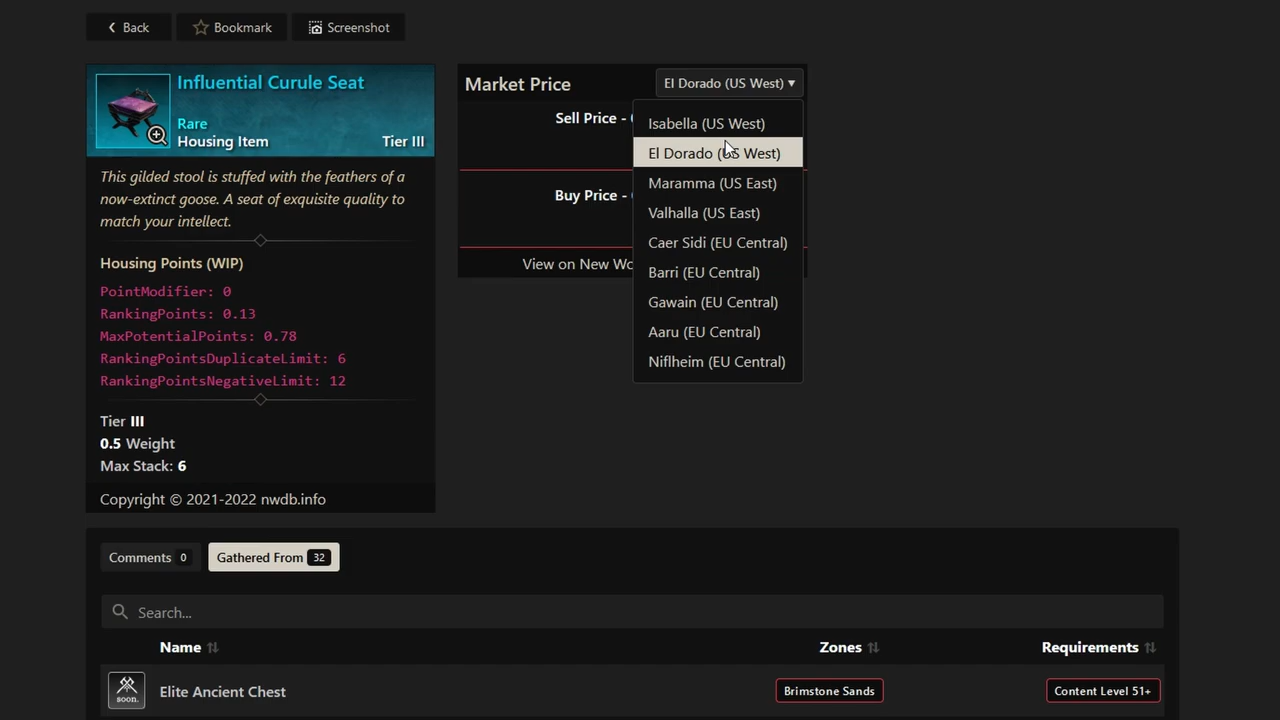 Back
Bookmark
Screenshot
Influential Curule Seat
Rare
Housing Item
Tier III
This gilded stool is stuffed with the feathers of a
now-extinct goose. A seat of exquisite quality to
match your intellect.
Housing Points (WIP)
PointModifier: 0
RankingPoints: 0.13
MaxPotentialPoints: 0.78
RankingPointsDuplicateLimit: 6
RankingPointsNegativeLimit: 12
Tier III
0.5 Weight
Max Stack: 6
Copyright © 2021-2022 nwdb.info
Market Price
El Dorado (US West)
Sell Price -
Buy Price -
View on New
Isabella (US West)
El Dorado (US West)
Maramma (US East)
Valhalla (US East)
Caer Sidi (EU Central)
Barri (EU Central)
Gawain (EU Central)
Aaru (EU Central)
Niflheim (EU Central)
Comments 0
Gathered From 32
Search...
Name
Zones
Requirements
soon.
Elite Ancient Chest
Brimstone Sands
Content Level 51+